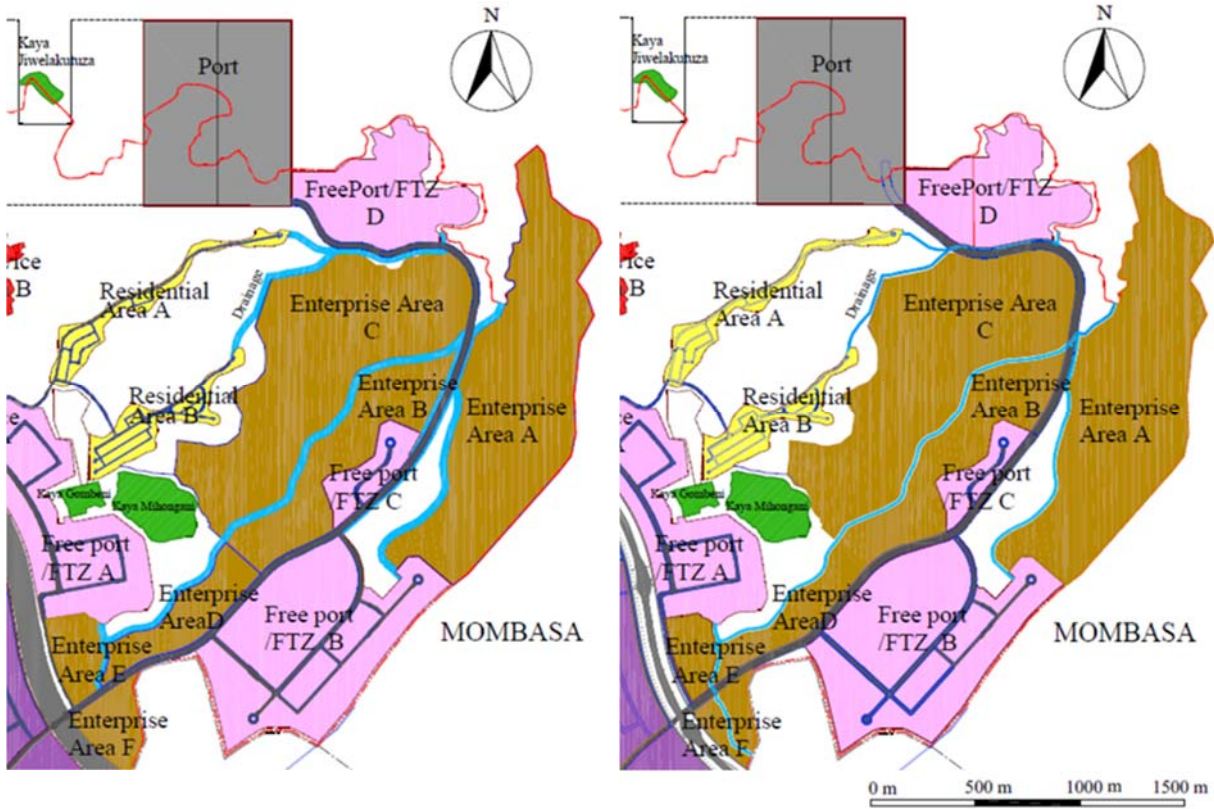 N
Kaya
Jiwelakutuza
Port
FreePort/FTZ
D
B
Residential
Area A
Drainage
Enterprise Area
C
Residential
Area B
Enterprise
Area B
Enterprise
Area A
Free port
/FTZ C
Kaya Gombeni
Kaya Mihongani
Free port
/FTZ A
Enterprise
AreaD
Free port
/FTZ B
MOMBASA
Enterprise
Area E
Enterprise
Area F
N
Kaya
Jiwelakutuza
Port
FreePort/FTZ
D
B
Residential
Area A
Drainage
Enterprise Area
C
Residential
Area B
Enterprise
Area B
Enterprise
Area A
Free port
/FTZ C
Kaya Gombeni
Kaya Mihongani
Free port
/FTZ A
Enterprise
AreaD
Free port
/FTZ B
MOMBASA
Enterprise
Area E
Enterprise
Area F
0 m 500 m 1000 m 1500 m